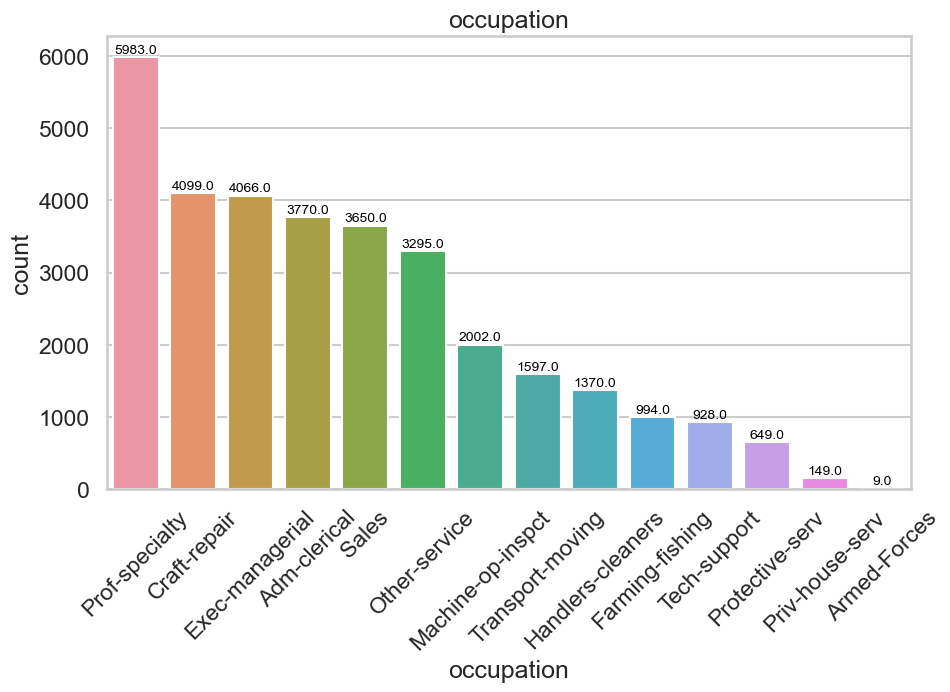 occupation
count
6000
5000
4000
3000
2000
1000
0
5983.0
4099.0
4066.0
3770.0
3650.0
3295.0
2002.0
1597.0
1370.0
994.0
928.0
649.0
149.0
9.0
Prof-specialty
Craft-repair
Exec-managerial
Adm-clerical
Sales
Other-service
Machine-op-inspct
Transport-moving
Handlers-cleaners
Farming-fishing
Tech-support
Protective-serv
Priv-house-serv
Armed-Forces
occupation